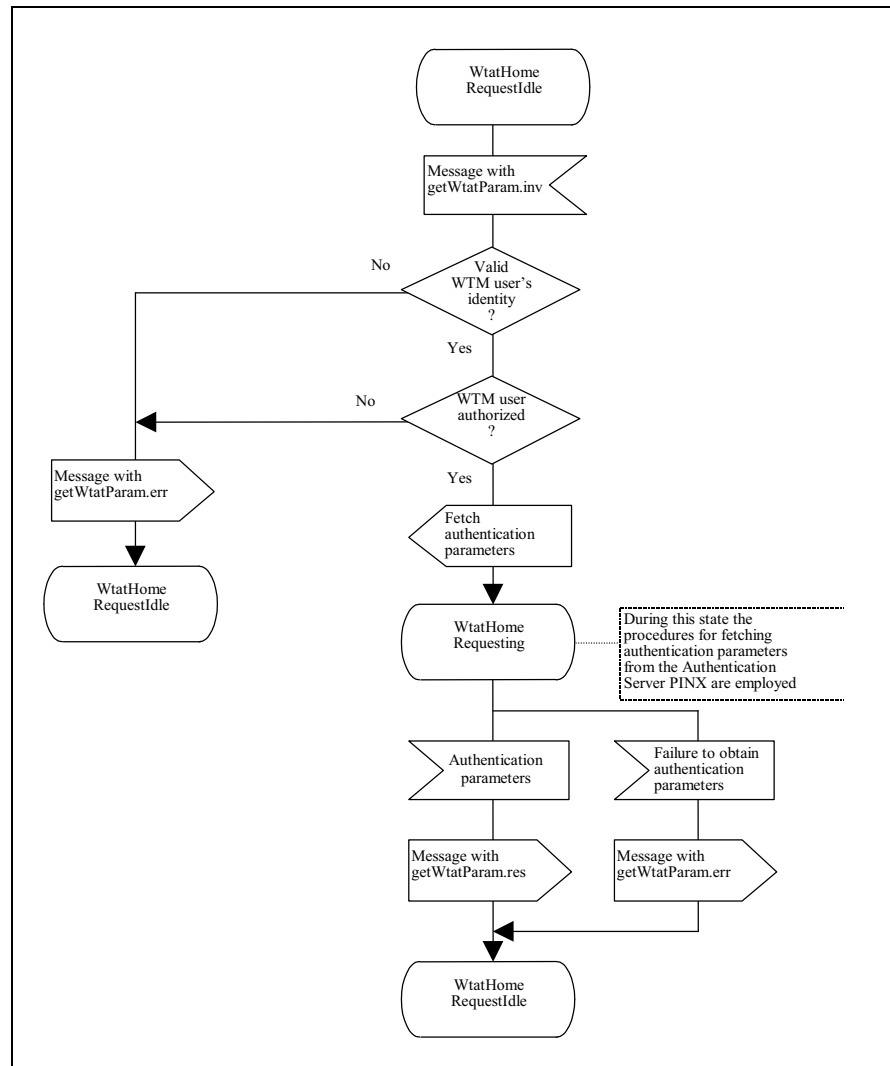 WtatHome
RequestIdle
Message with
getWtatParam.inv
No
Valid
WTM user's
identity
?
Yes
No
WTM user
authorized
?
Yes
Message with
getWtatParam.err
Fetch
authentication
parameters
WtatHome
RequestIdle
WtatHome
Requesting
During this state the
procedures for fetching
authentication parameters
from the Authentication
Server PINX are employed
Authentication
parameters
Failure to obtain
authentication
parameters
Message with
getWtatParam.res
Message with
getWtatParam.err
WtatHome
RequestIdle